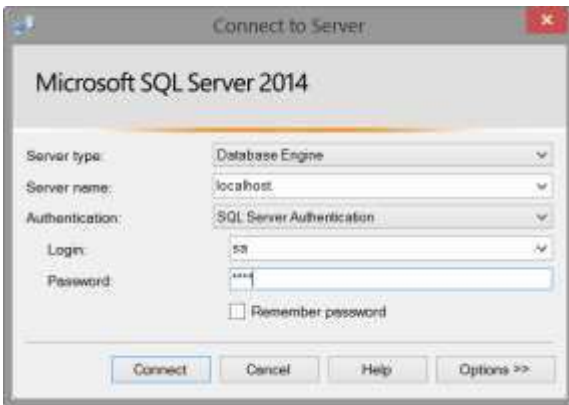 Connect to Server
Microsoft SQL Server 2014
Server type: Database Engine
Server name: localhost
Authentication: SQL Server Authentication
Login: sa
Password: ****
Remember password
Connect Cancel Help Options >>